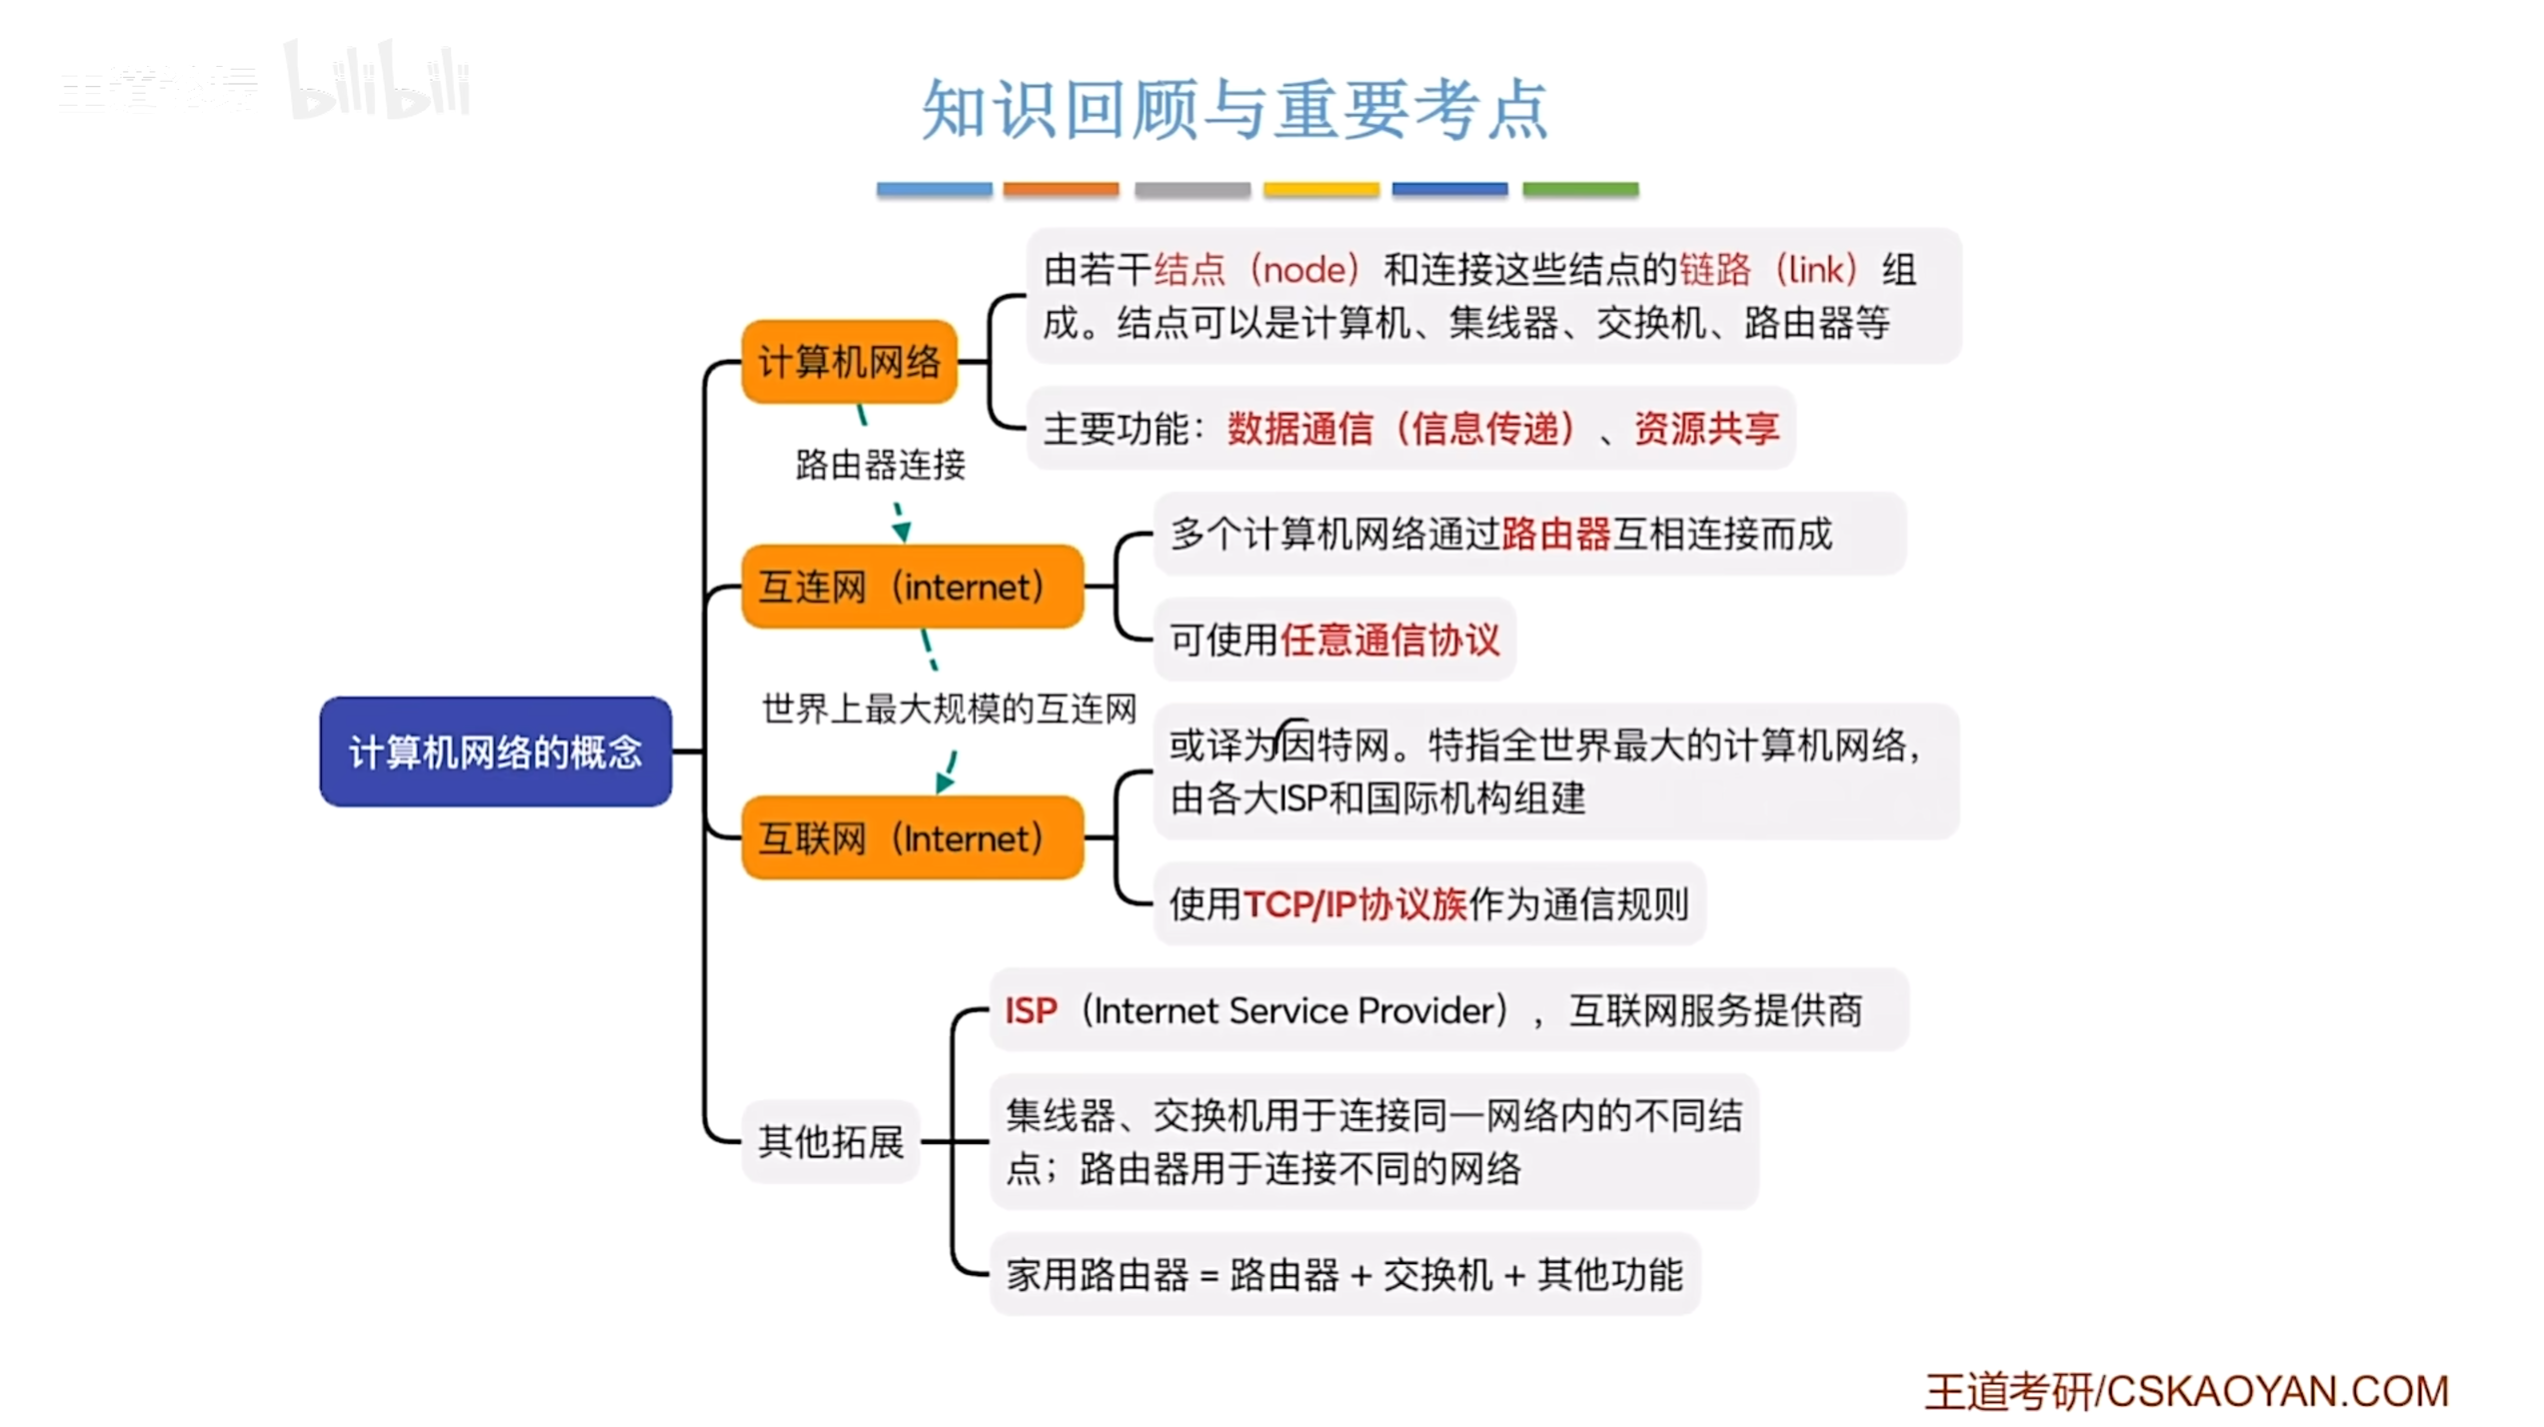 王道论坛 bilibili
知识回顾与重要考点
由若干结点（node）和连接这些结点的链路（link）组
成。结点可以是计算机、集线器、交换机、路由器等
计算机网络
主要功能：数据通信（信息传递）、资源共享
路由器连接
多个计算机网络通过路由器互相连接而成
互连网（internet）
可使用任意通信协议
世界上最大规模的互连网
或译为因特网。特指全世界最大的计算机网络，
由各大ISP和国际机构组建
计算机网络的概念
互联网（Internet）
使用TCP/IP协议族作为通信规则
ISP（Internet Service Provider），互联网服务提供商
集线器、交换机用于连接同一网络内的不同结
点；路由器用于连接不同的网络
其他拓展
家用路由器 = 路由器 + 交换机 + 其他功能
王道考研/CSKAOYAN.COM